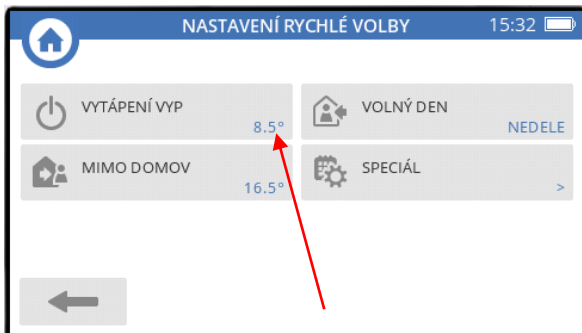 NASTAVENÍ RYCHLÉ VOLBY 15:32
VYTÁPENÍ VYP
8.5°
VOLNÝ DEN
NEDELE
MIMO DOMOV
16.5°
SPECIÁL
>